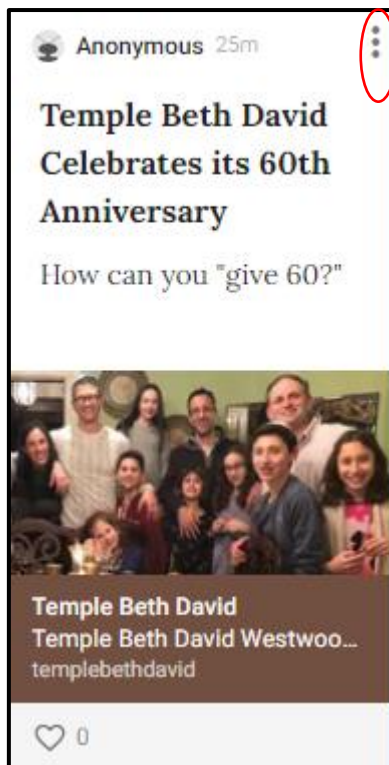 Anonymous 25m
Temple Beth David
Celebrates its 60th
Anniversary
How can you "give 60?"
Temple Beth David
Temple Beth David Westwoo...
templebethdavid
0